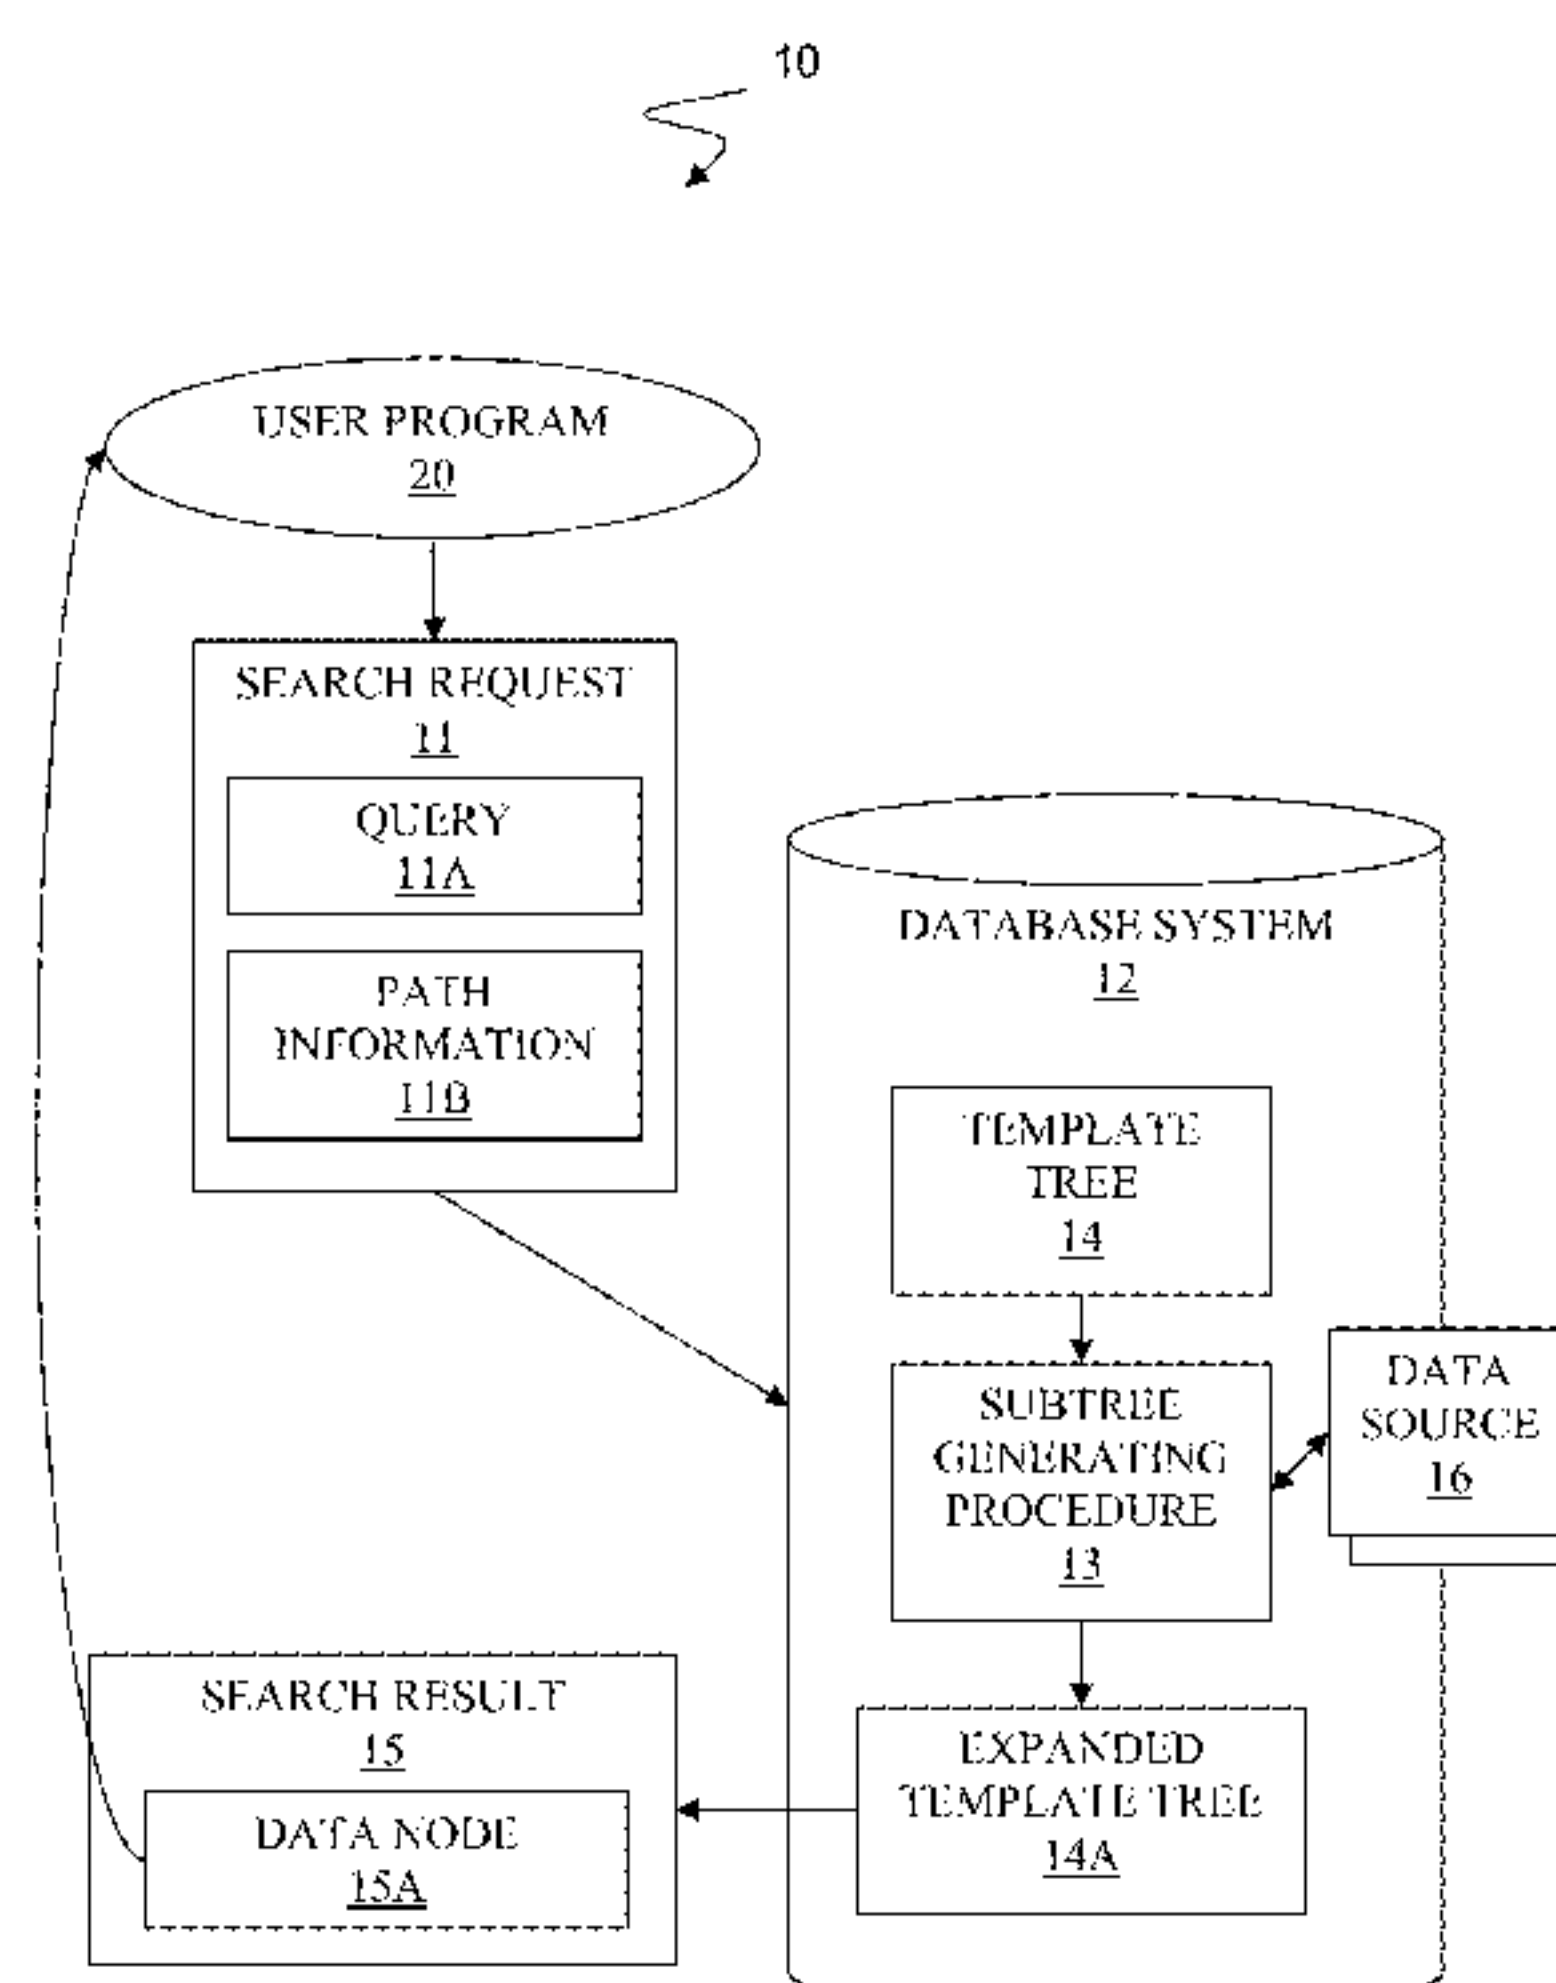 10
USER PROGRAM
20
SEARCH REQUEST
11
QUERY
11A
PATH
INFORMATION
11B
DATABASE SYSTEM
12
TEMPLATE
TREE
14
SUBTREE
GENERATING
PROCEDURE
13
DATA
SOURCE
16
EXPANDED
TEMPLATE TREE
14A
SEARCH RESULT
15
DATA NODE
15A